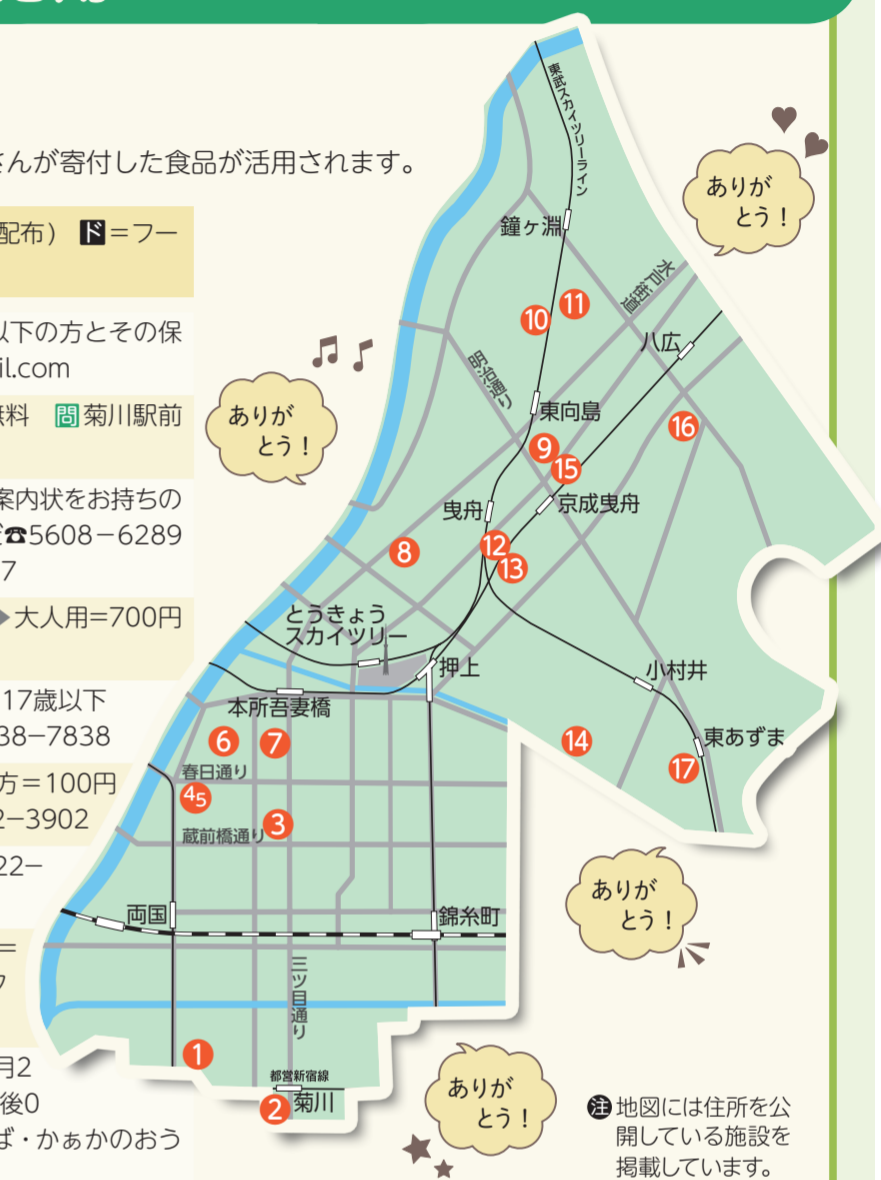 さんが寄付した食品が活用されます。
配布） ド＝フー
以下の方とその保
il.com
無料 問 菊川駅前
案内状をお持ちの
☎5608－6289
7
▶大人用=700円
17歳以下
38－7838
方＝100円
2－3902
22－
＝
月2
後0
ば・かぁかのおう
東武スカイツリーライン
鐘ヶ淵
水戸街道
八広
明治通り
東向島
曳舟
京成曳舟
とうきょう
スカイツリー
押上
小村井
東あずま
本所吾妻橋
春日通り
蔵前橋通り
両国
錦糸町
三ツ目通り
都営新宿線
菊川
1
2
3
45
6
7
8
9
10
11
12
13
14
15
16
17
ありが
とう！
ありが
とう！
ありが
とう！
ありが
とう！
注 地図には住所を公
開している施設を
掲載しています。